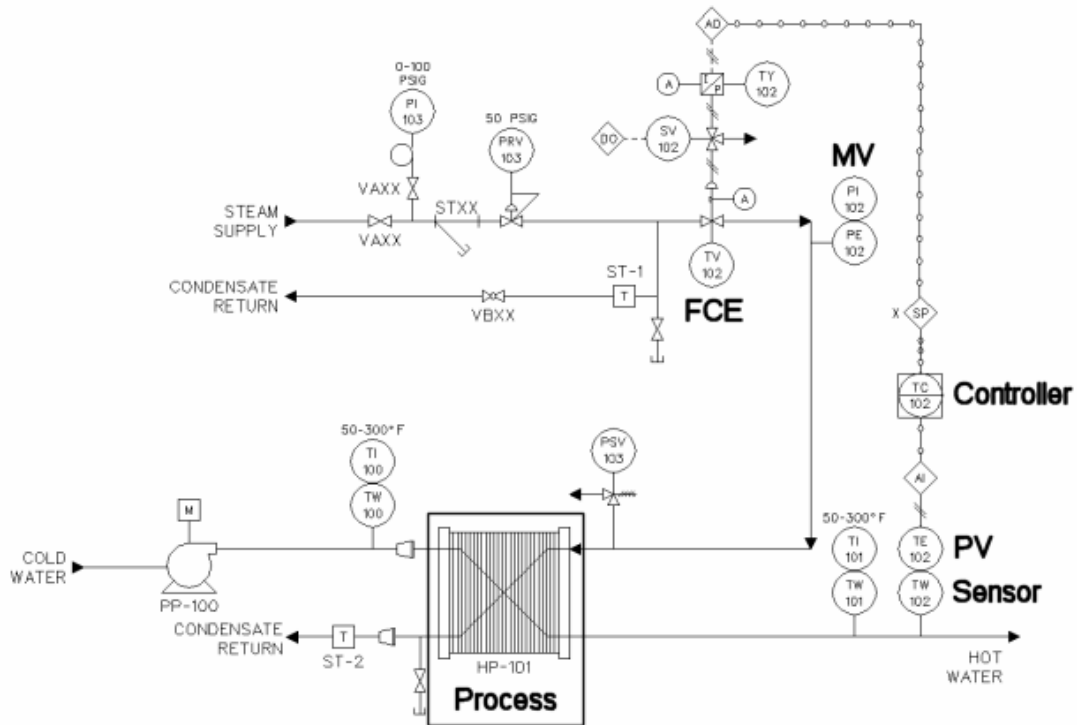 AD
0-100
PSIG
PI
103
A
I
P
TY
102
50 PSIG
PRV
103
DO
SV
102
MV
PI
102
PE
102
VAXX
A
STEAM
SUPPLY
VAXX
STXX
TV
102
FCE
CONDENSATE
RETURN
VBXX
ST-1
T
X
SP
TC
102
Controller
50-300°F
TI
100
TW
100
PSV
103
AI
M
50-300°F
TI
101
TW
101
TE
102
TW
102
PV
Sensor
COLD
WATER
PP-100
CONDENSATE
RETURN
T
ST-2
HP-101
Process
HOT
WATER